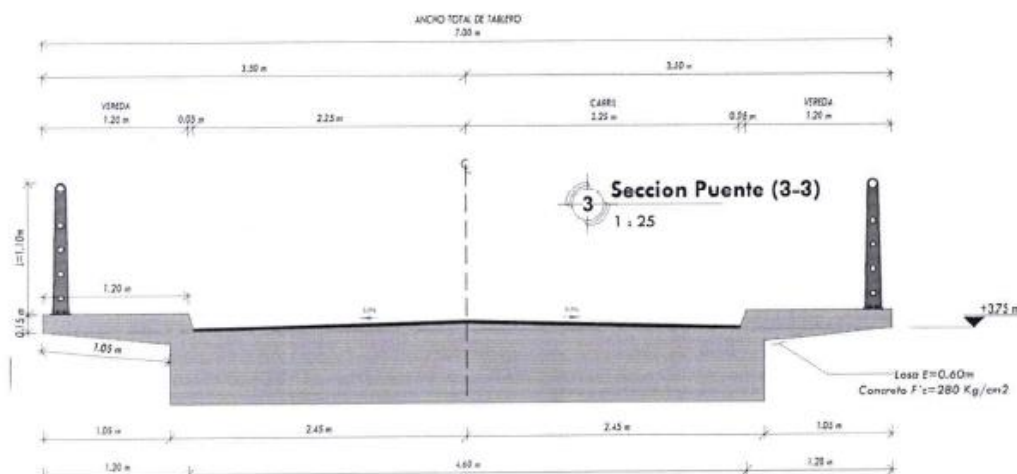 ANCHO TOTAL DE TABLERO
7.00 m
3.50 m
3.50 m
VEREDA
CARRIL
VEREDA
1.20 m
0.05 m
2.25 m
2.25 m
0.05 m
1.20 m
3 Seccion Puente (3-3)
1 : 25
1.20 m
0.15 m
+3.75 m
1.05 m
Losa E=0.60m
Concreto F'c=280 Kg/cm2
1.05 m
2.45 m
2.45 m
1.05 m
4.60 m
1.20 m